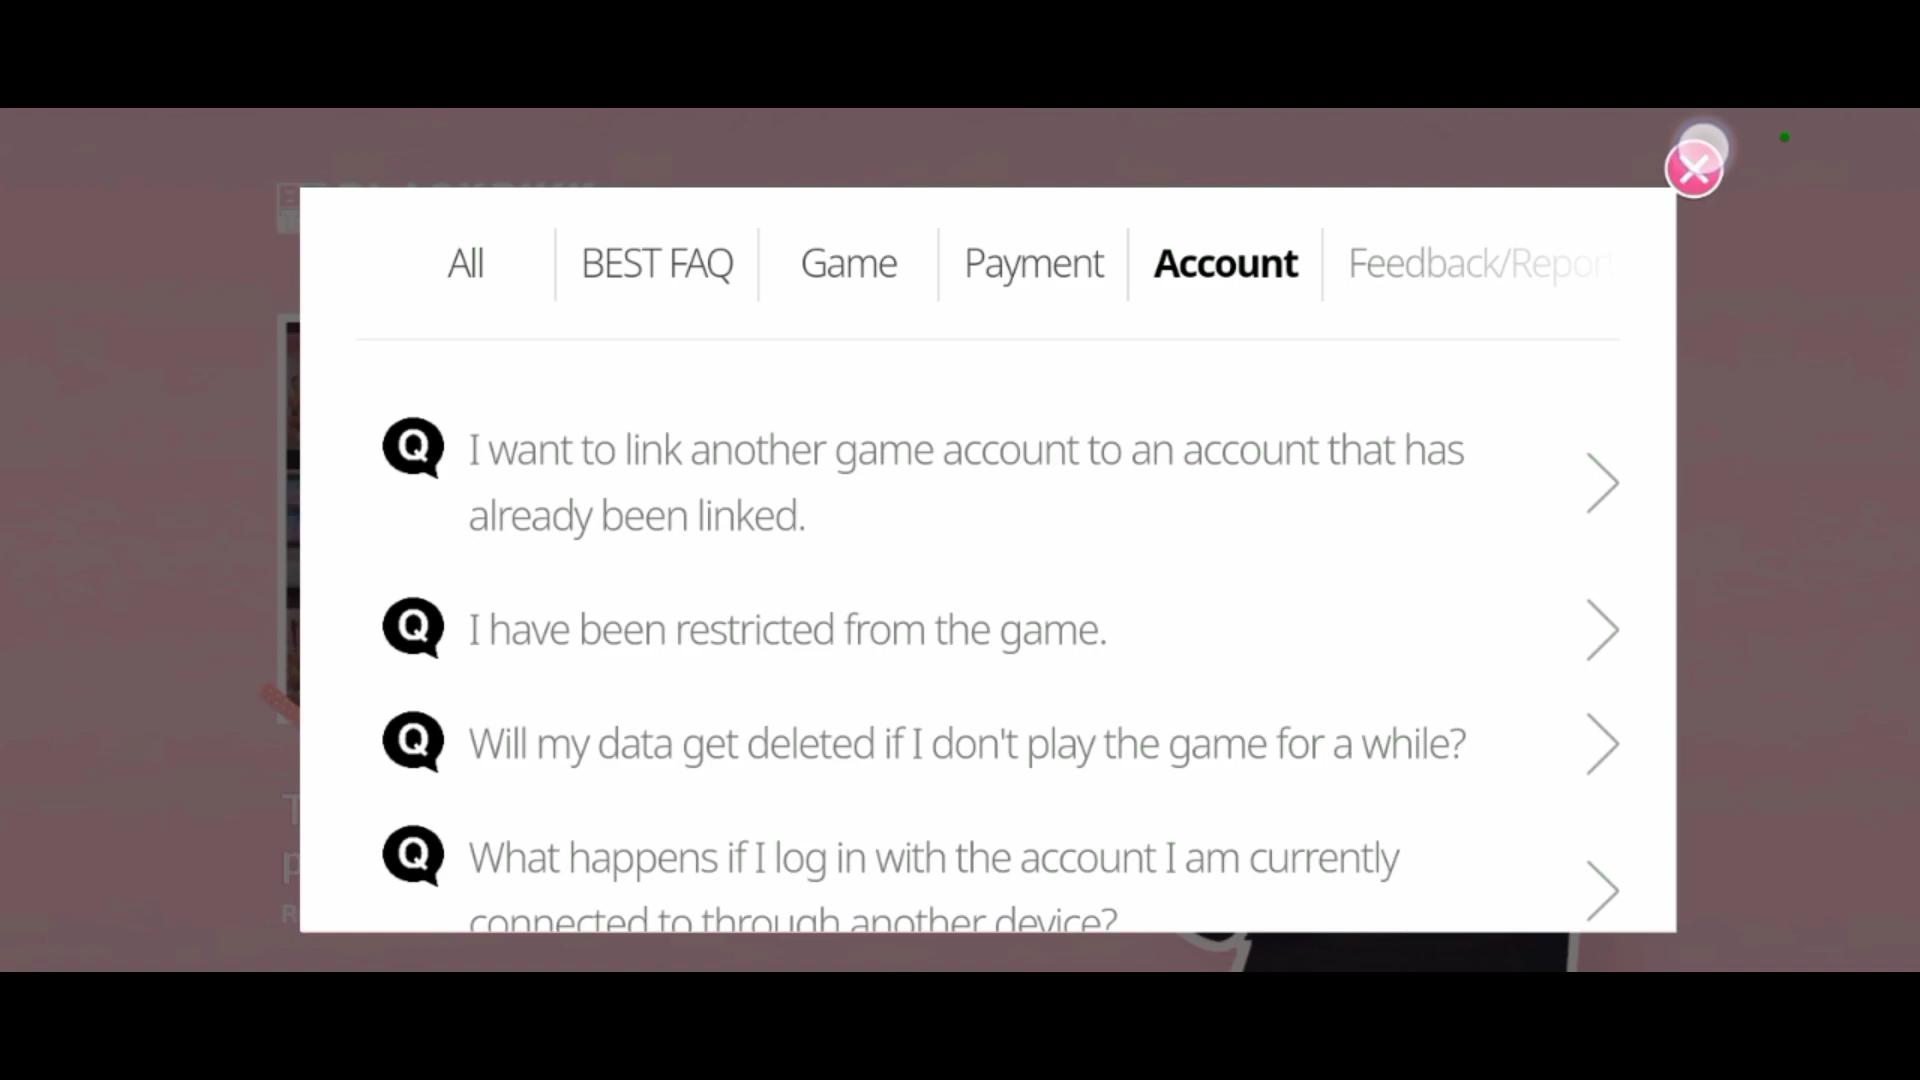 All
BEST FAQ
Game
Payment
Account
Feedback/Report
Q
I want to link another game account to an account that has
already been linked.
Q
I have been restricted from the game.
Q
Will my data get deleted if I don't play the game for a while?
Q
What happens if I log in with the account I am currently
connected to through another device?